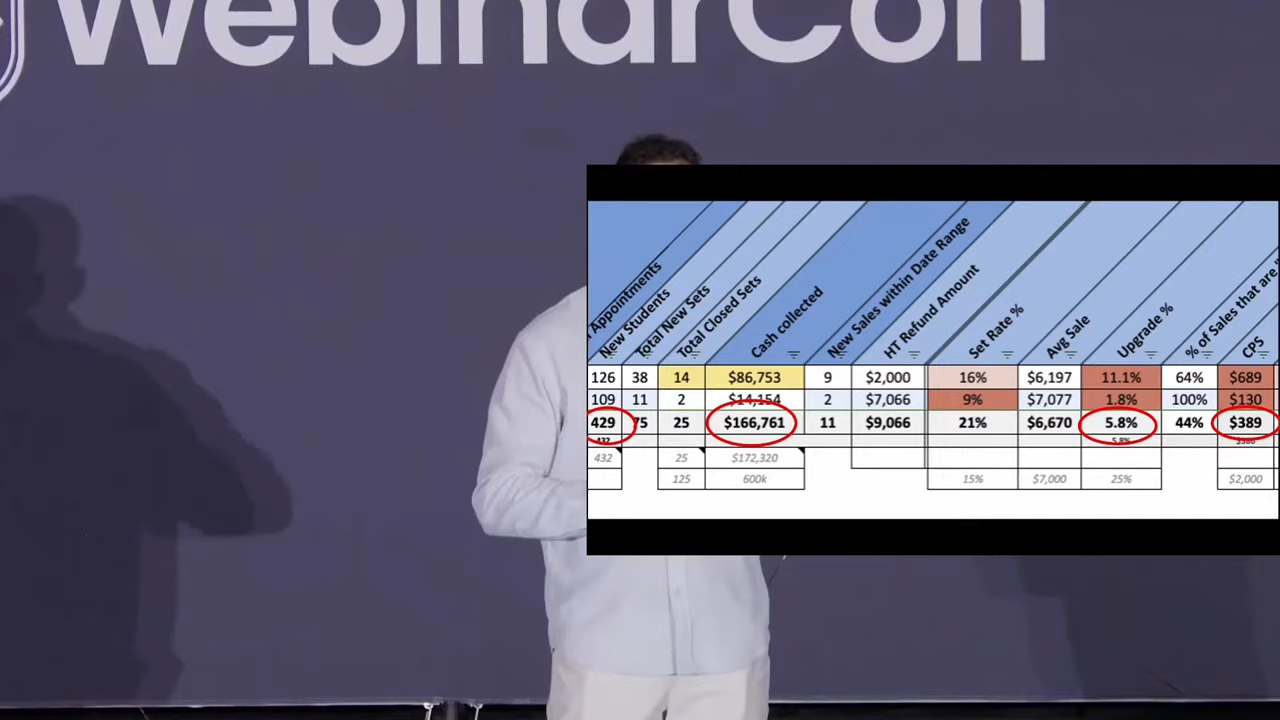 WebinarCon
Appointments
New Students
Total New Sets
Total Closed Sets
Cash collected
New Sales within Date Range
HT Refund Amount
Set Rate %
Avg Sale
Upgrade %
% of Sales that are
CPS
126 38 14 $86,753 9 $2,000 16% $6,197 11.1% 64% $689
109 11 2 $14,154 2 $7,066 9% $7,077 1.8% 100% $130
429 75 25 $166,761 11 $9,066 21% $6,670 5.8% 44% $389
432 5.8%
432 25 $172,320
125 600k 15% $7,000 25% $2,000